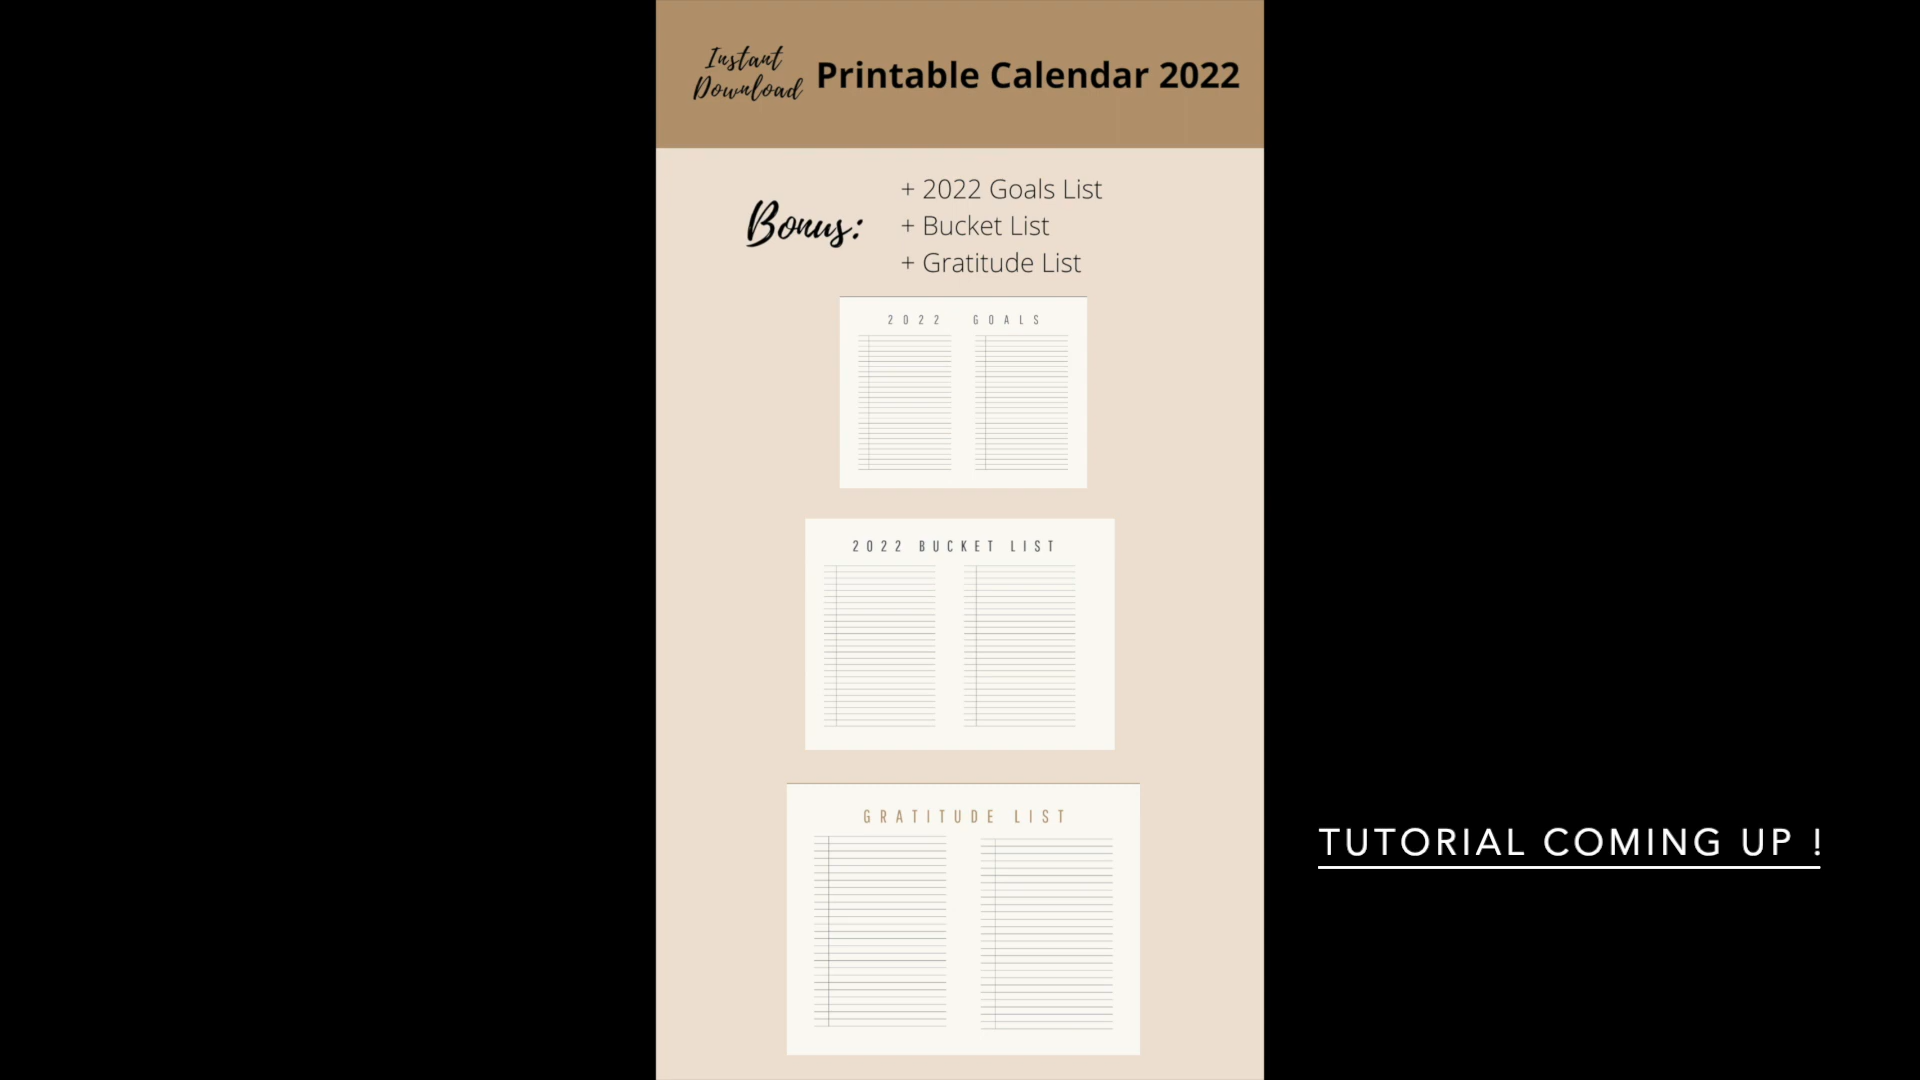 Instant
Download
Printable Calendar 2022
Bonus:
+ 2022 Goals List
+ Bucket List
+ Gratitude List
2022 GOALS
2022 BUCKET LIST
GRATITUDE LIST
TUTORIAL COMING UP !